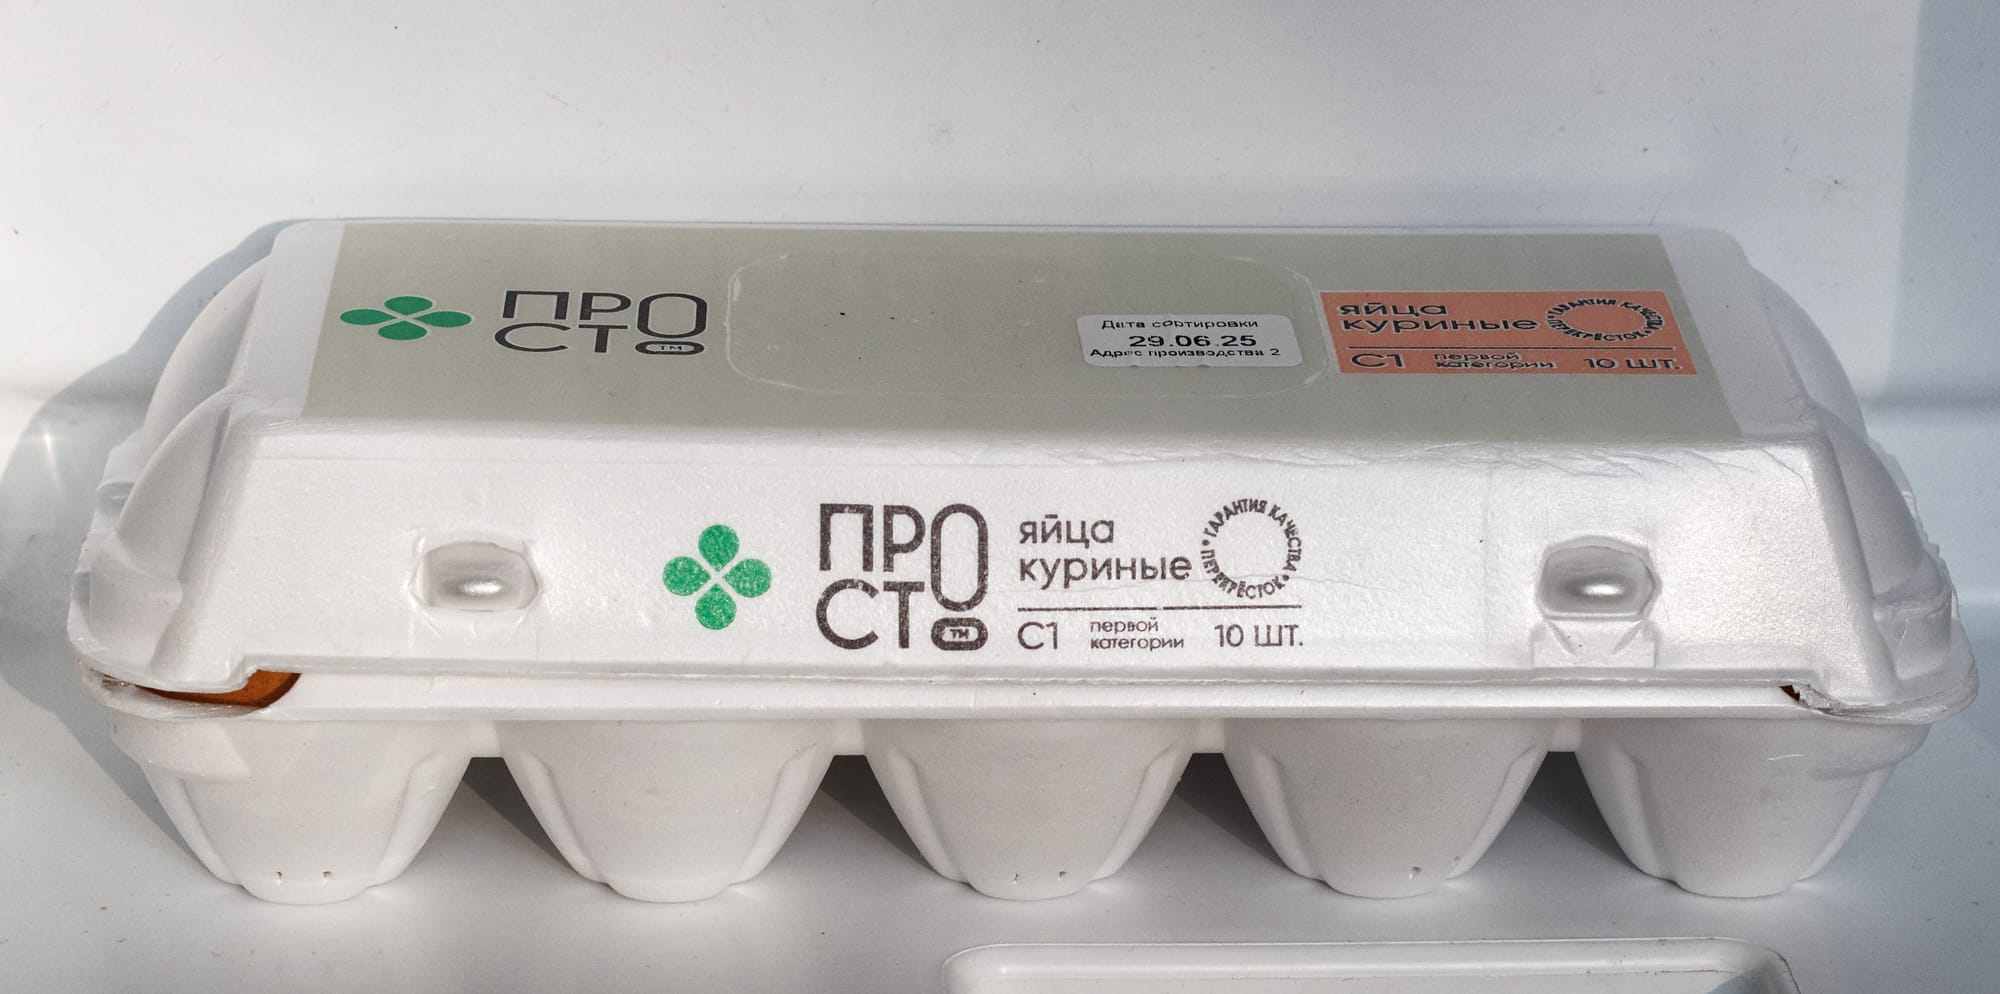 ПРО
СТО
ТМ
Дата сортировки
29.06.25
Адрес производства 2
яйца
куриные
ГАРАНТИЯ КАЧЕСТВА • ПЕРЕКРЁСТОК •
С1 первой
категории 10 ШТ.
ПРО
СТО
ТМ
яйца
куриные
ГАРАНТИЯ КАЧЕСТВА • ПЕРЕКРЁСТОК •
С1 первой
категории 10 ШТ.